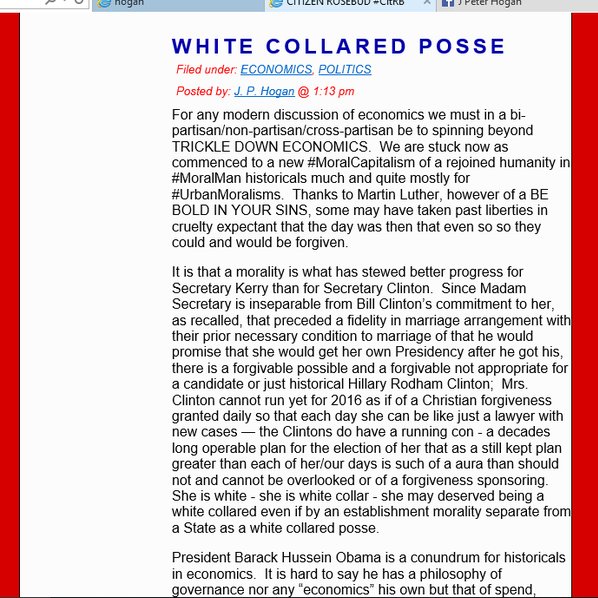 hogan
CITIZEN ROSEBUD #CitRB
J Peter Hogan
WHITE COLLARED POSSE
Filed under: ECONOMICS, POLITICS
Posted by: J. P. Hogan @ 1:13 pm
For any modern discussion of economics we must in a bi-
partisan/non-partisan/cross-partisan be to spinning beyond
TRICKLE DOWN ECONOMICS.  We are stuck now as
commenced to a new #MoralCapitalism of a rejoined humanity in
#MoralMan historicals much and quite mostly for
#UrbanMoralisms.  Thanks to Martin Luther, however of a BE
BOLD IN YOUR SINS, some may have taken past liberties in
cruelty expectant that the day was then that even so so they
could and would be forgiven.
It is that a morality is what has stewed better progress for
Secretary Kerry than for Secretary Clinton.  Since Madam
Secretary is inseparable from Bill Clinton's commitment to her,
as recalled, that preceded a fidelity in marriage arrangement with
their prior necessary condition to marriage of that he would
promise that she would get her own Presidency after he got his,
there is a forgivable possible and a forgivable not appropriate for
a candidate or just historical Hillary Rodham Clinton;  Mrs.
Clinton cannot run yet for 2016 as if of a Christian forgiveness
granted daily so that each day she can be like just a lawyer with
new cases — the Clintons do have a running con - a decades
long operable plan for the election of her that as a still kept plan
greater than each of her/our days is such of a aura than should
not and cannot be overlooked or of a forgiveness sponsoring.
She is white - she is white collar - she may deserved being a
white collared even if by an establishment morality separate from
a State as a white collared posse.
President Barack Hussein Obama is a conundrum for historicals
in economics.  It is hard to say he has a philosophy of
governance nor any “economics” his own but that of spend,